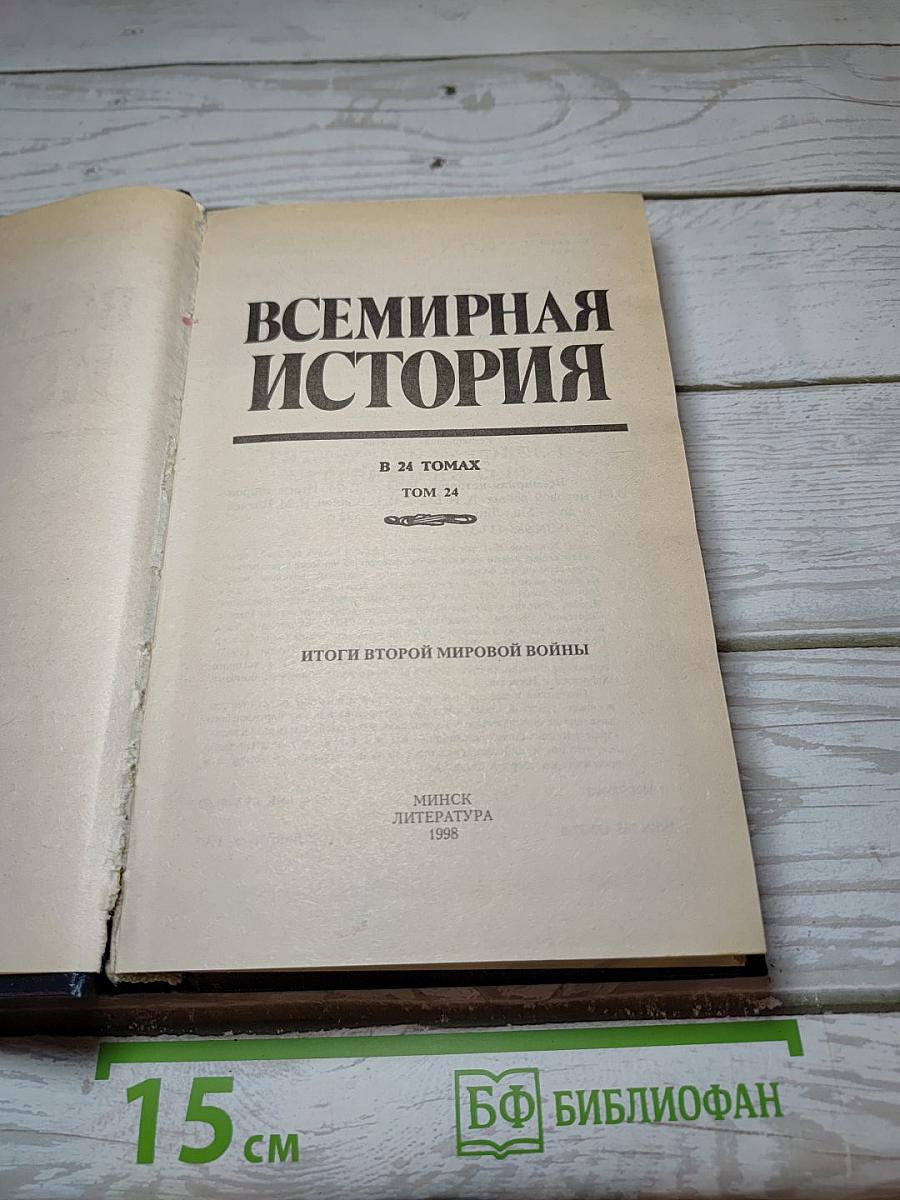 ВСЕМИРНАЯ
ИСТОРИЯ
В 24 ТОМАХ
ТОМ 24
ИТОГИ ВТОРОЙ МИРОВОЙ ВОЙНЫ
МИНСК
ЛИТЕРАТУРА
1998
15 см
БФ БИБЛИОФАН